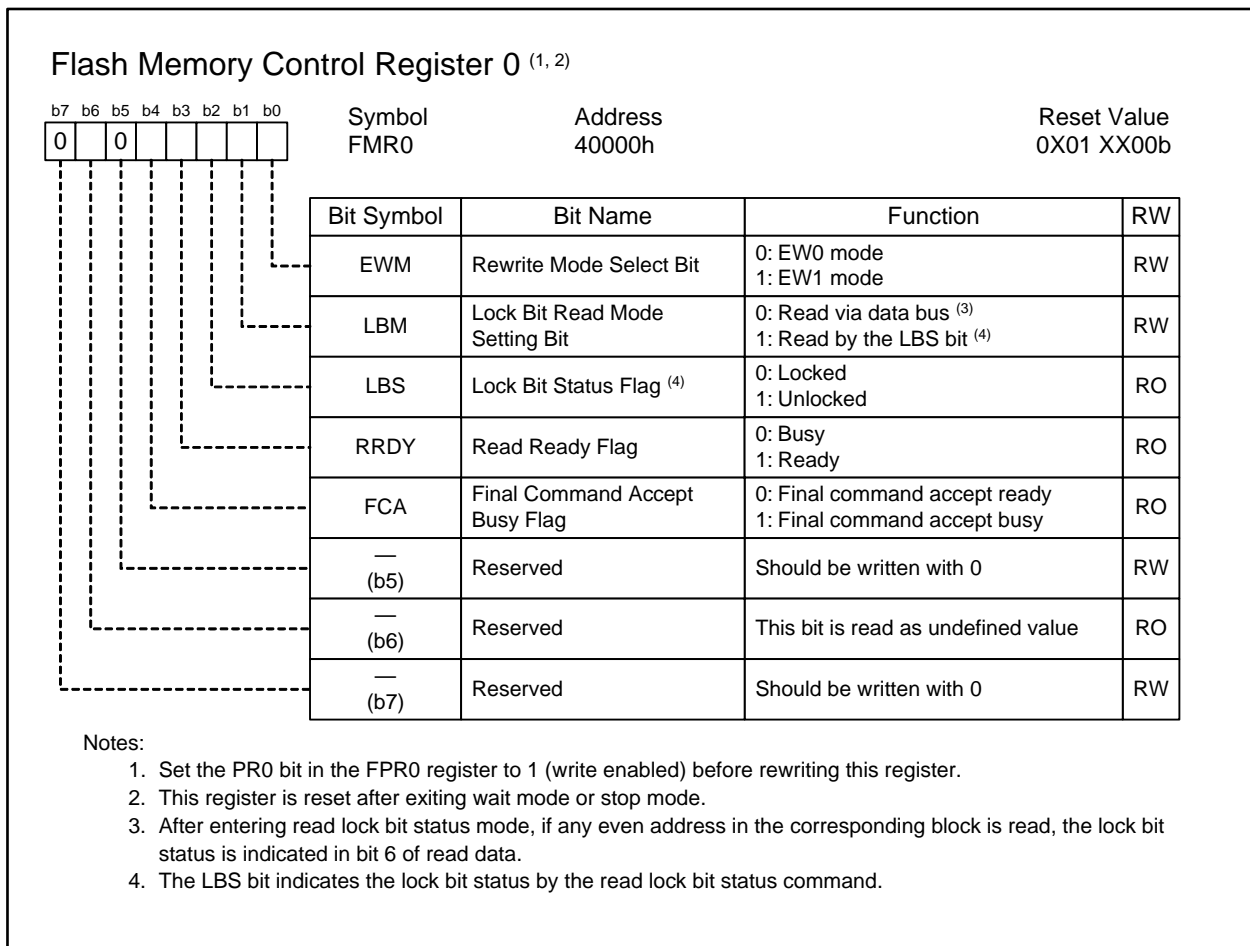 Flash Memory Control Register 0 (1, 2)
b7 b6 b5 b4 b3 b2 b1 b0
0 0
Symbol Address Reset Value
FMR0 40000h 0X01 XX00b
Bit Symbol Bit Name Function RW
EWM Rewrite Mode Select Bit 0: EW0 mode RW
1: EW1 mode
LBM Lock Bit Read Mode 0: Read via data bus (3) RW
Setting Bit 1: Read by the LBS bit (4)
LBS Lock Bit Status Flag (4) 0: Locked RO
1: Unlocked
RRDY Read Ready Flag 0: Busy RO
1: Ready
FCA Final Command Accept 0: Final command accept ready RO
Busy Flag 1: Final command accept busy
—
(b5) Reserved Should be written with 0 RW
—
(b6) Reserved This bit is read as undefined value RO
—
(b7) Reserved Should be written with 0 RW
Notes:
1. Set the PR0 bit in the FPR0 register to 1 (write enabled) before rewriting this register.
2. This register is reset after exiting wait mode or stop mode.
3. After entering read lock bit status mode, if any even address in the corresponding block is read, the lock bit
status is indicated in bit 6 of read data.
4. The LBS bit indicates the lock bit status by the read lock bit status command.